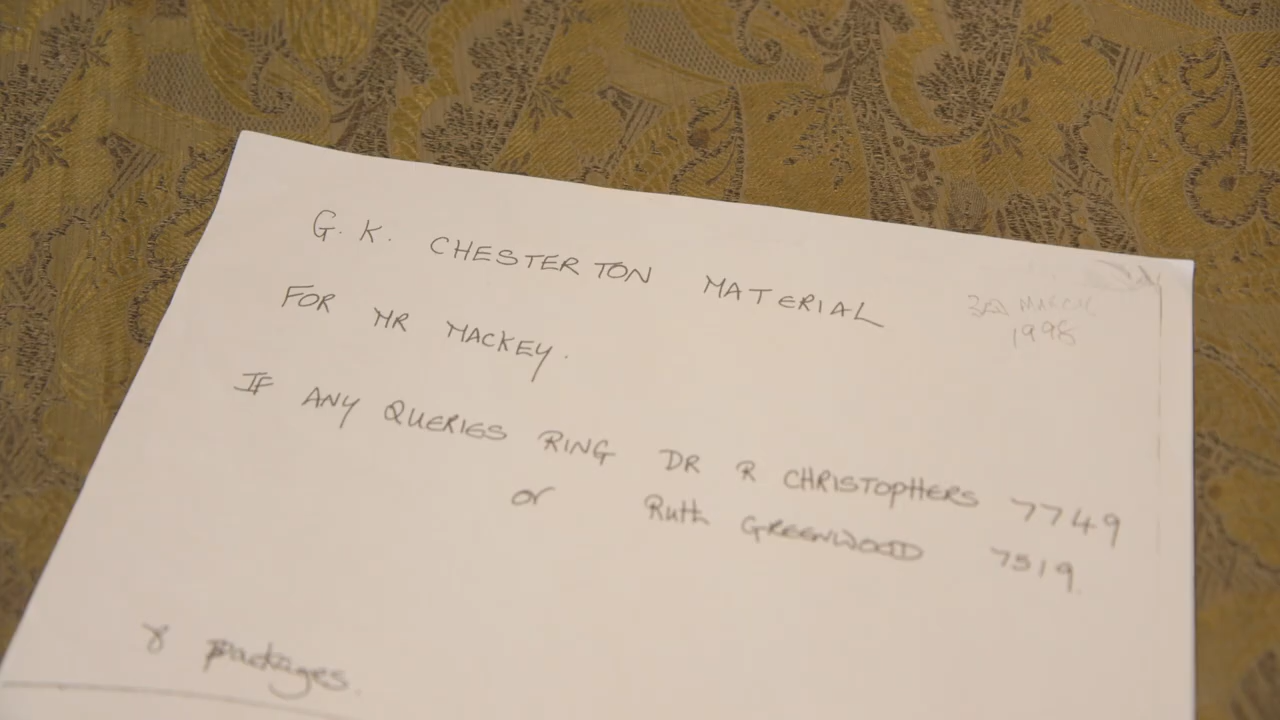 G. K. CHESTERTON MATERIAL
MARCH
1998
FOR MR MACKEY.
IF ANY QUERIES RING DR R CHRISTOPHERS 7749
or Ruth GREENWOOD 7519.
8 packages.